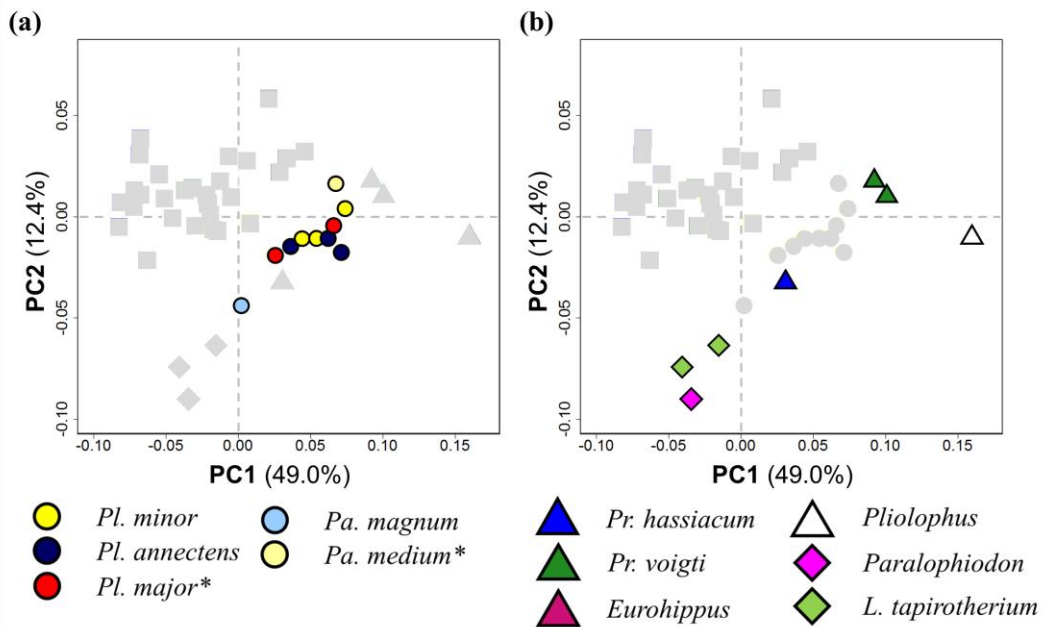 (a)
(b)
PC2 (12.4%)
0.05
0.00
-0.05
-0.10
-0.10
-0.05
0.00
0.05
0.10
0.15
PC1 (49.0%)
PC2 (12.4%)
0.05
0.00
-0.05
-0.10
-0.10
-0.05
0.00
0.05
0.10
0.15
PC1 (49.0%)
Pl. minor
Pl. annectens
Pl. major*
Pa. magnum
Pa. medium*
Pr. hassiacum
Pr. voigti
Eurohippus
Pliolophus
Paralophiodon
L. tapirotherium